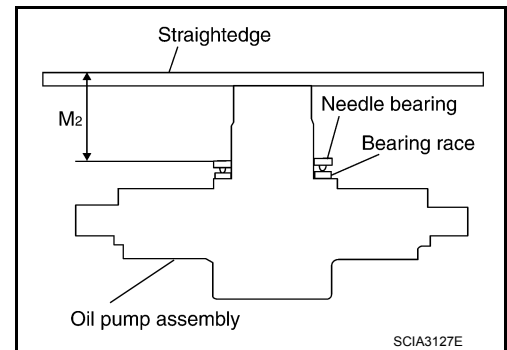 Straightedge
M2
Needle bearing
Bearing race
Oil pump assembly
SCIA3127E